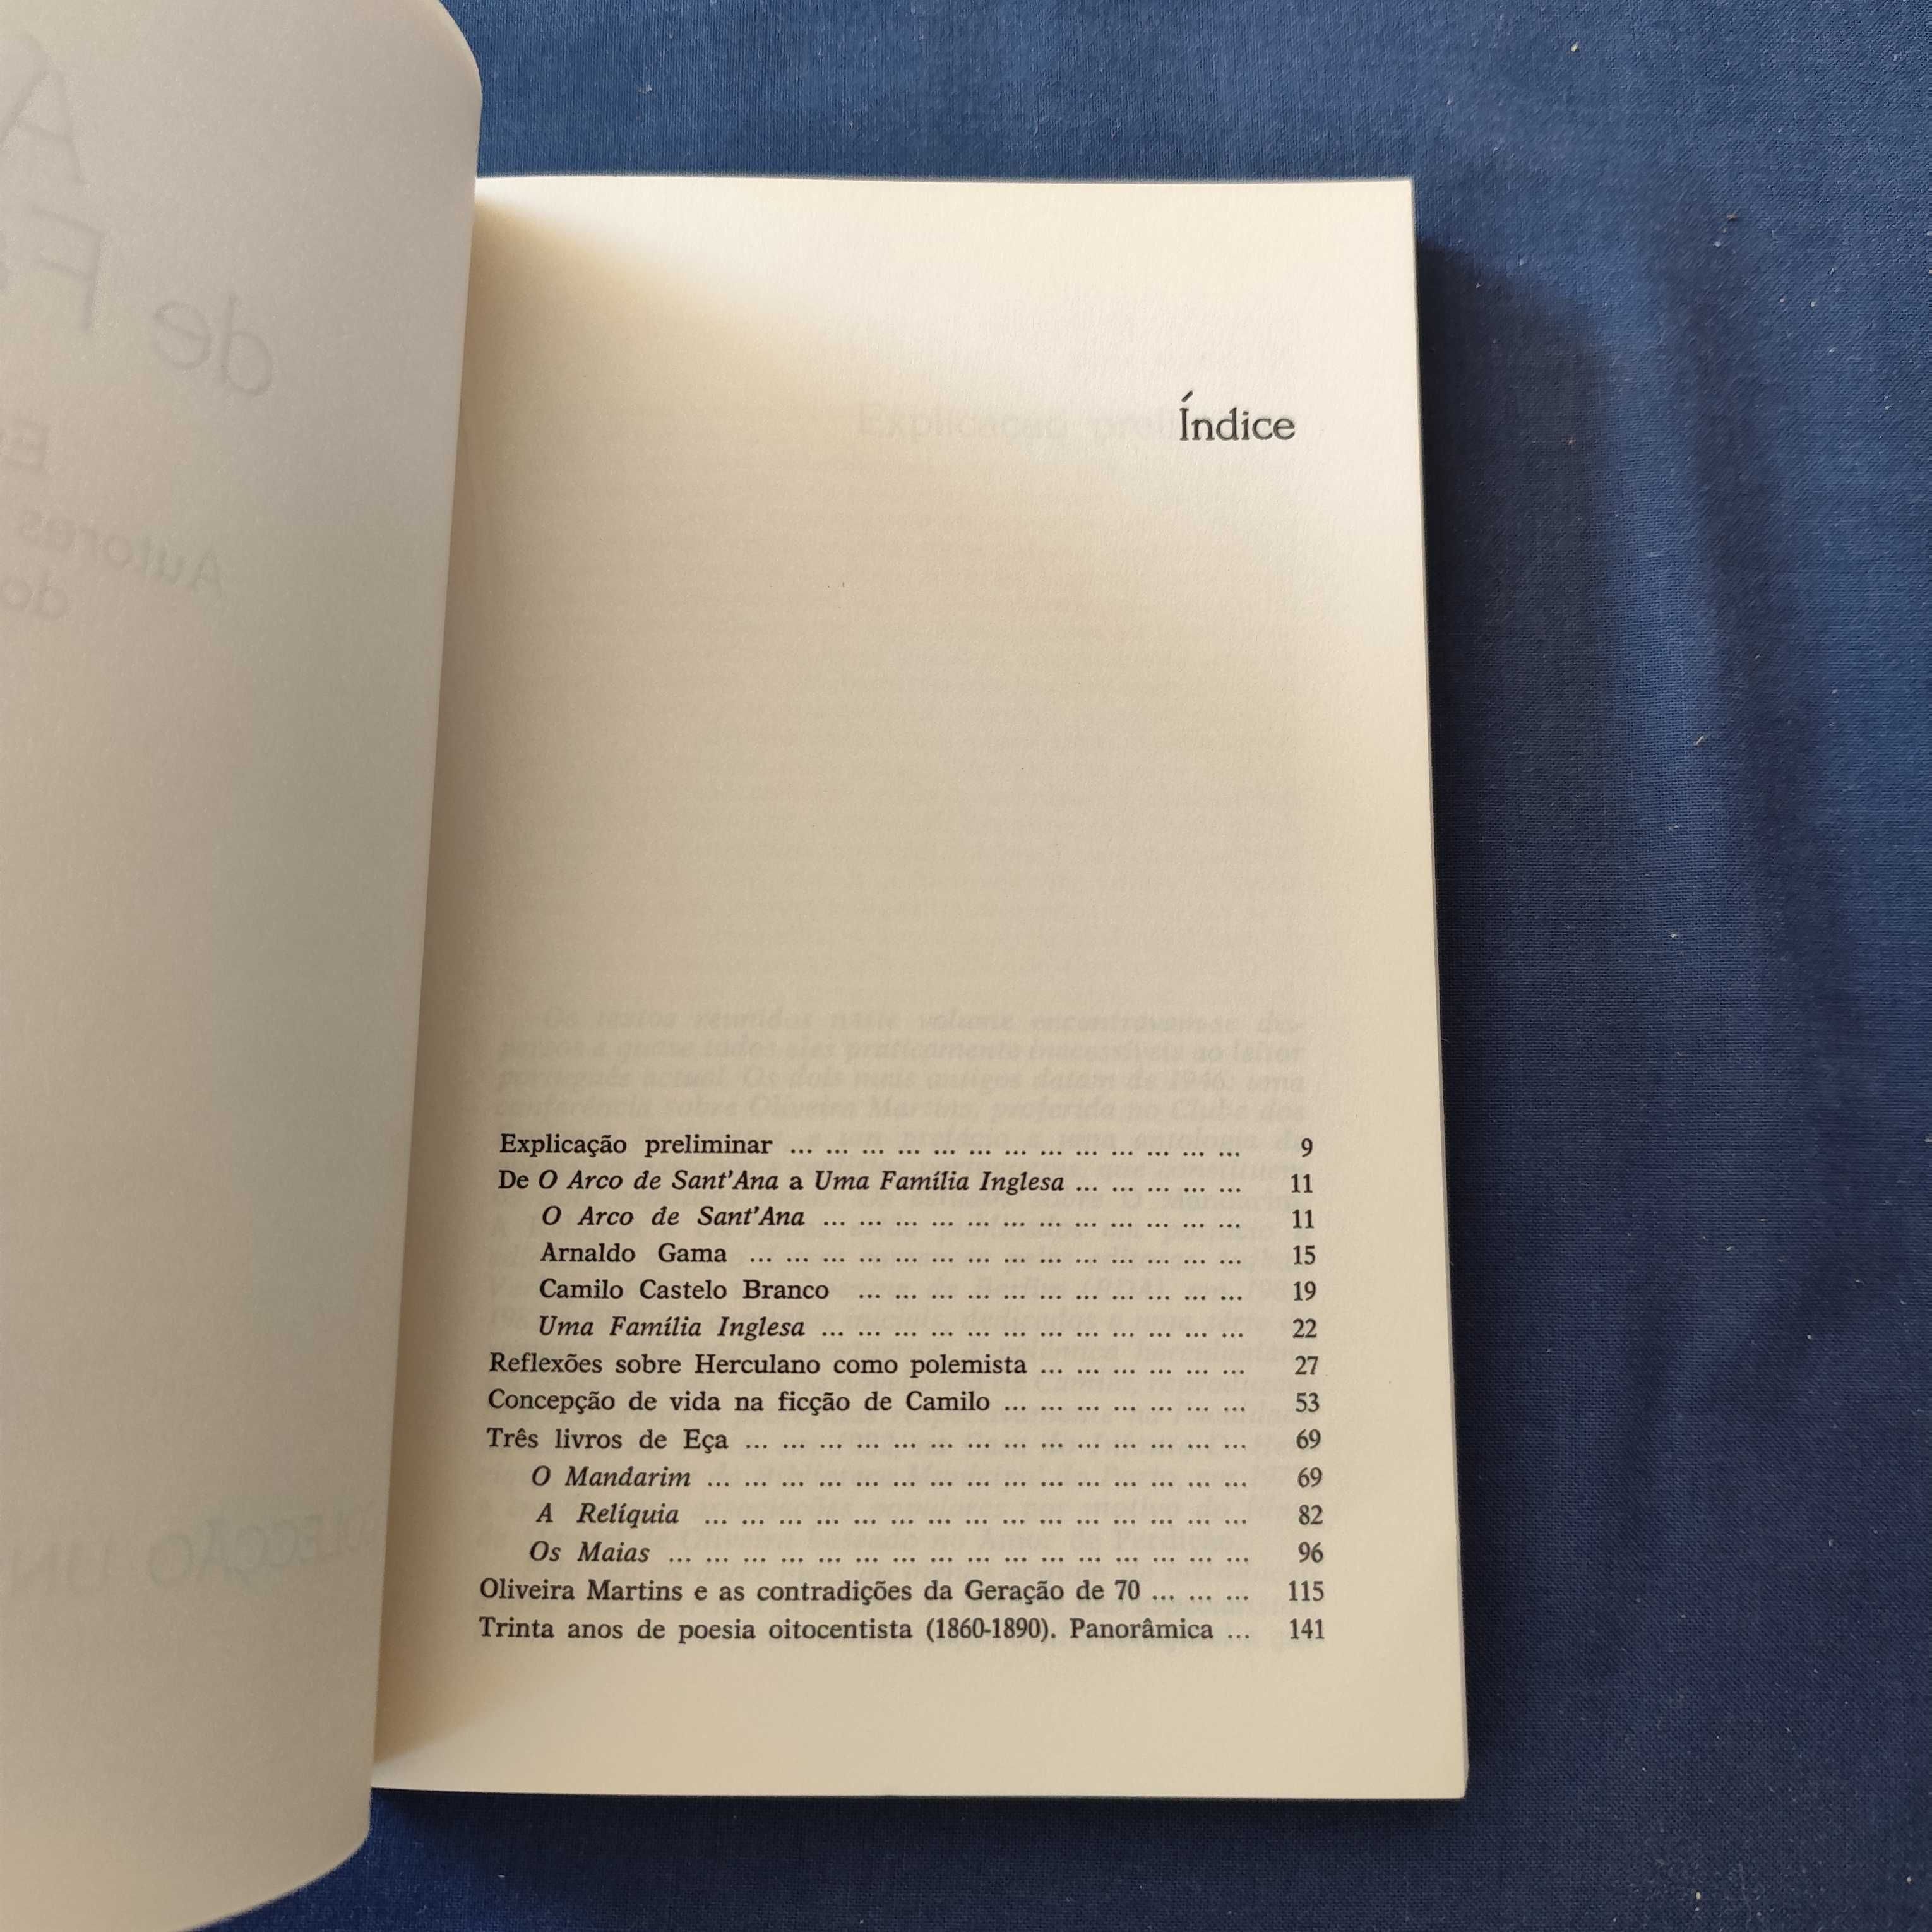 Índice
Explicação preliminar ... ... ... ... ... ... ... ... ... ... ... ... ... 9
De O Arco de Sant'Ana a Uma Família Inglesa ... ... ... ... ... 11
O Arco de Sant'Ana ... ... ... ... ... ... ... ... ... ... ... ... 11
Arnaldo Gama ... ... ... ... ... ... ... ... ... ... ... ... ... ... 15
Camilo Castelo Branco ... ... ... ... ... ... ... ... ... ... ... 19
Uma Família Inglesa ... ... ... ... ... ... ... ... ... ... ... ... 22
Reflexões sobre Herculano como polemista ... ... ... ... ... ... 27
Concepção de vida na ficção de Camilo ... ... ... ... ... ... ... 53
Três livros de Eça ... ... ... ... ... ... ... ... ... ... ... ... ... ... 69
O Mandarim ... ... ... ... ... ... ... ... ... ... ... ... ... ... ... 69
A Relíquia ... ... ... ... ... ... ... ... ... ... ... ... ... ... ... 82
Os Maias ... ... ... ... ... ... ... ... ... ... ... ... ... ... ... ... 96
Oliveira Martins e as contradições da Geração de 70 ... ... ... 115
Trinta anos de poesia oitocentista (1860-1890). Panorâmica ... 141